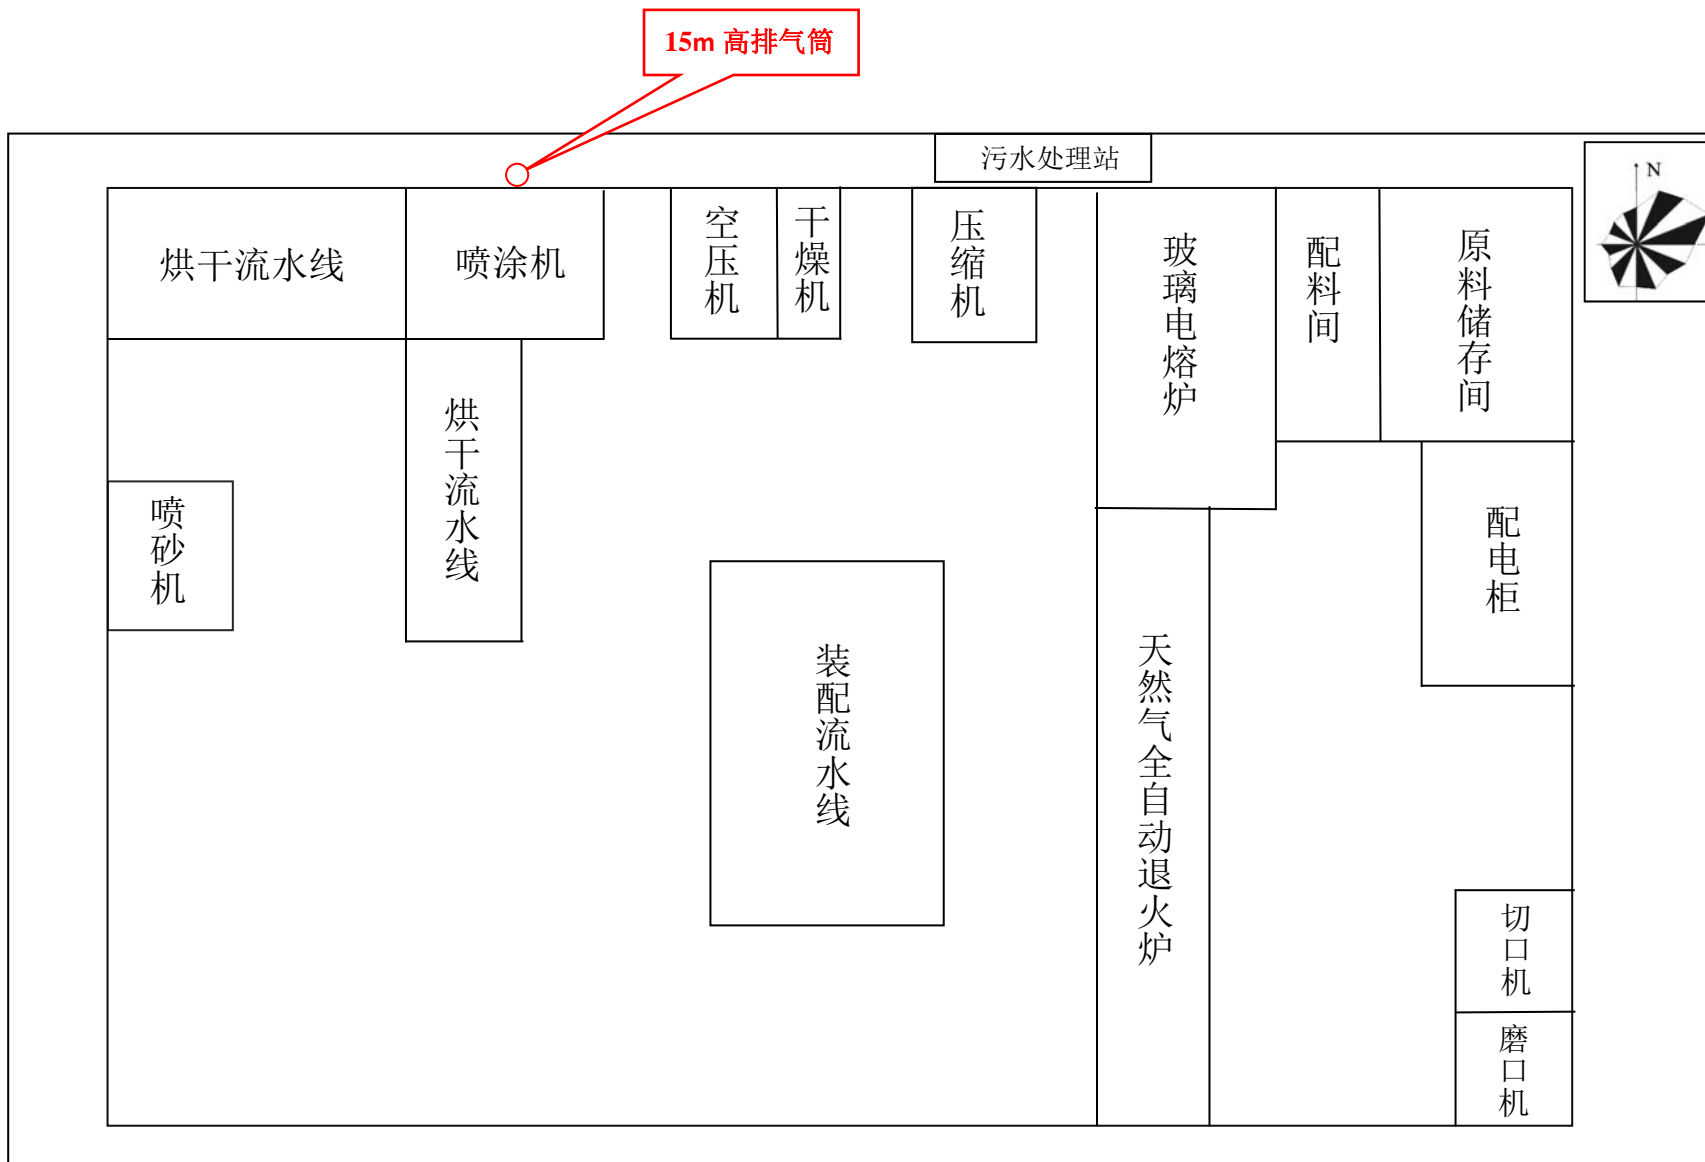 15m 高排气筒
污水处理站
N
烘干流水线
喷涂机
空压机
干燥机
压缩机
玻璃电熔炉
配料间
原料储存间
烘干流水线
喷砂机
配电柜
装配流水线
天然气全自动退火炉
切口机
磨口机